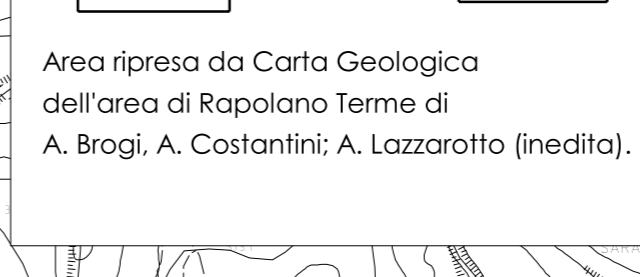 Area ripresa da Carta Geologica
dell'area di Rapolano Terme di
A. Brogi, A. Costantini; A. Lazzarotto (inedita).